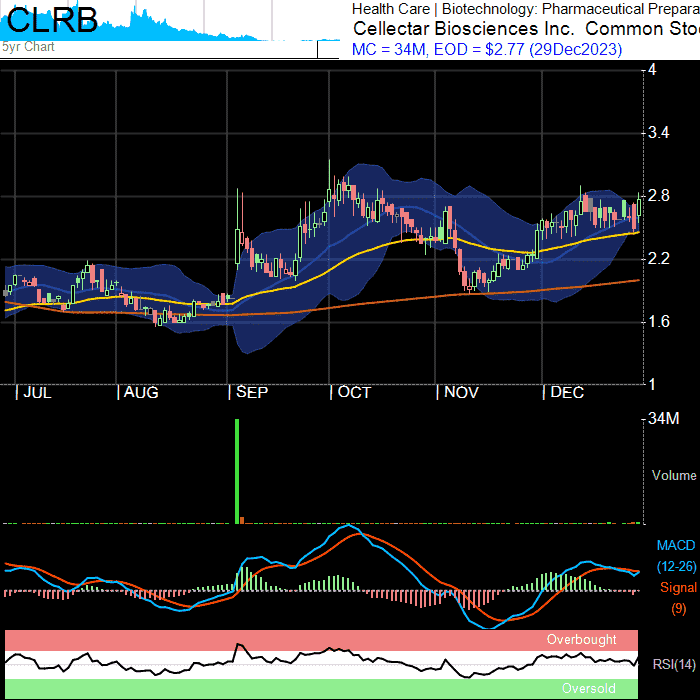 CLRB
5yr Chart
Health Care | Biotechnology: Pharmaceutical Prepara
Cellectar Biosciences Inc. Common Sto
MC = 34M, EOD = $2.77 (29Dec2023)
4
3.4
2.8
2.2
1.6
1
| JUL | AUG | SEP | OCT | NOV | DEC
34M
Volume
MACD
(12-26)
Signal
(9)
Overbought
RSI(14)
Oversold